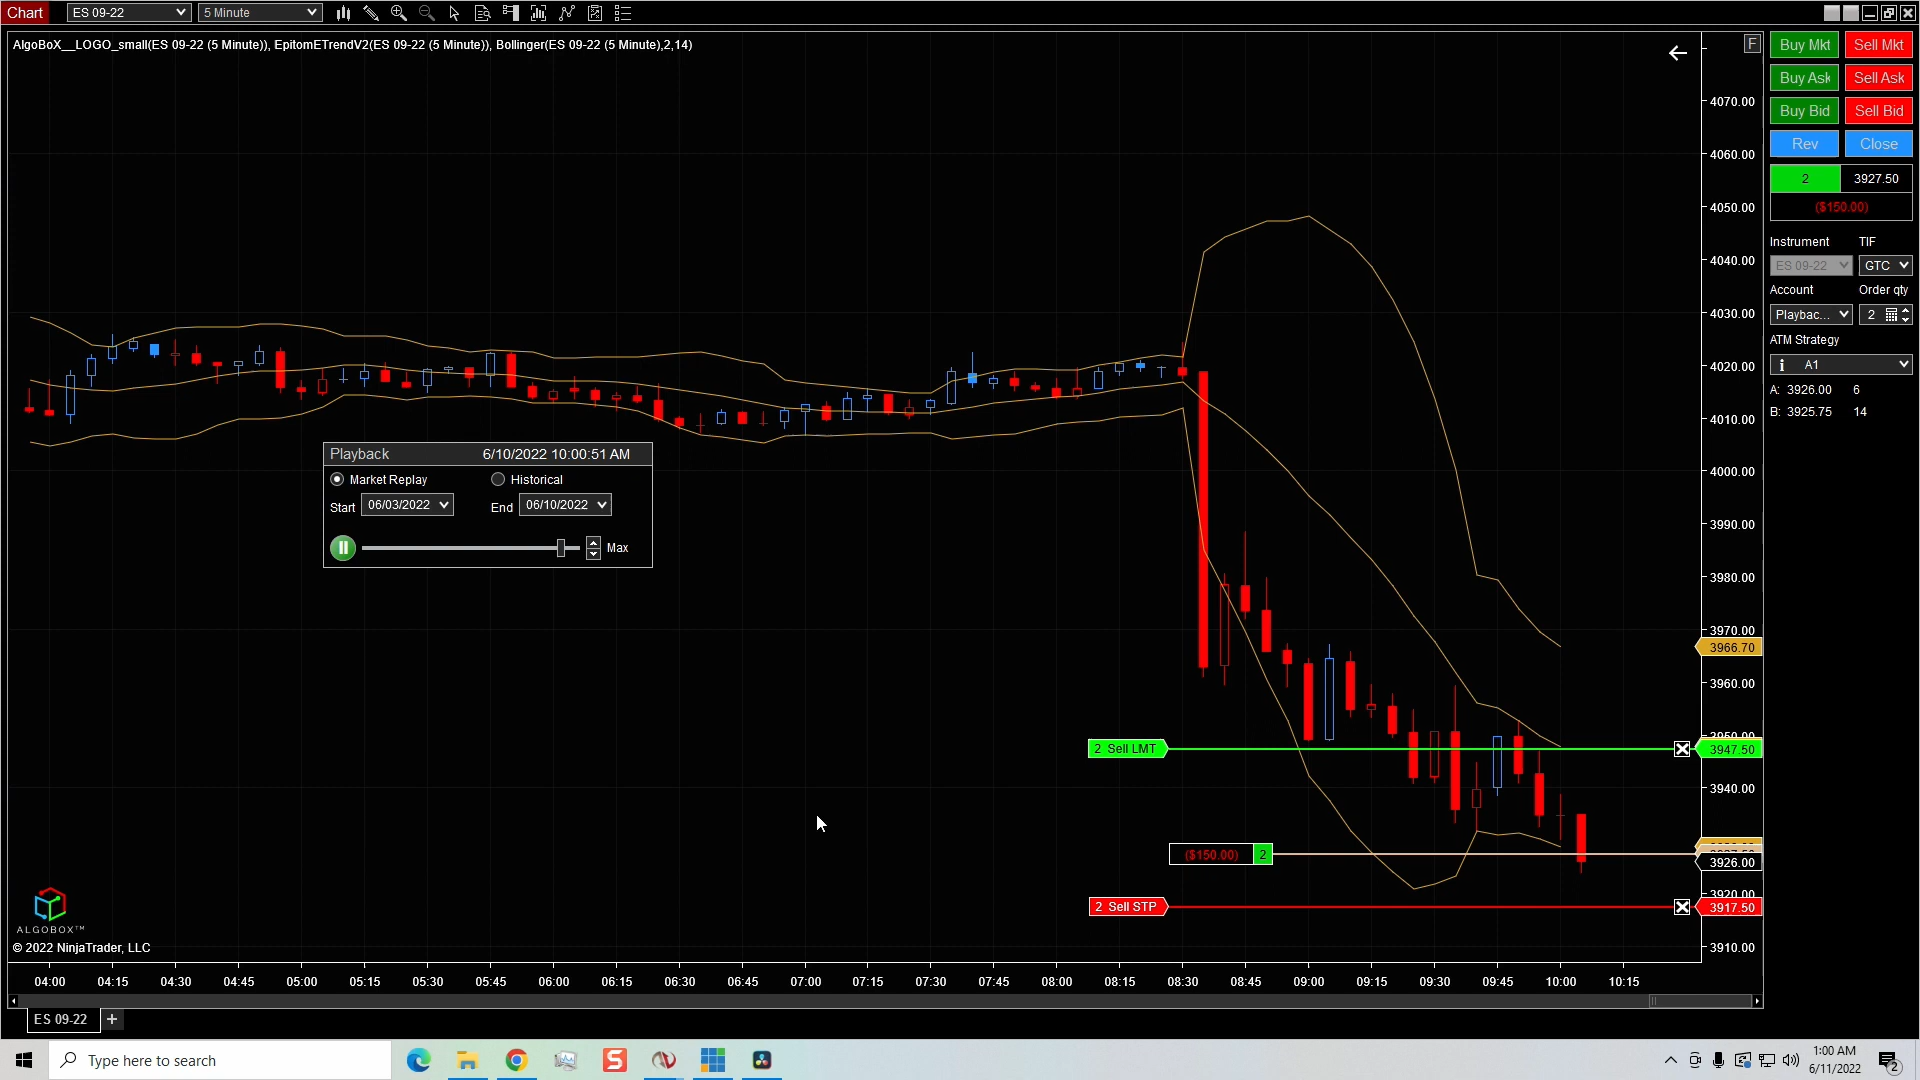 Chart
ES 09-22
5 Minute
AlgoBoX__LOGO_small(ES 09-22 (5 Minute)), EpitomETrendV2(ES 09-22 (5 Minute)), Bollinger(ES 09-22 (5 Minute),2,14)
F
4070.00
4060.00
4050.00
4040.00
4030.00
4020.00
4010.00
4000.00
3990.00
3980.00
3970.00
3966.70
3960.00
3947.50
3940.00
3926.00
3920.00
3917.50
3910.00
Buy Mkt
Sell Mkt
Buy Ask
Sell Ask
Buy Bid
Sell Bid
Rev
Close
2
3927.50
($150.00)
Instrument
TIF
ES 09-22
GTC
Account
Order qty
Playbac...
2
ATM Strategy
i
A1
A: 3926.00 6
B: 3925.75 14
Playback
6/10/2022 10:00:51 AM
Market Replay
Historical
Start
06/03/2022
End
06/10/2022
Max
2 Sell LMT
($150.00)
2
2 Sell STP
ALGOBOX™
© 2022 NinjaTrader, LLC
04:00
04:15
04:30
04:45
05:00
05:15
05:30
05:45
06:00
06:15
06:30
06:45
07:00
07:15
07:30
07:45
08:00
08:15
08:30
08:45
09:00
09:15
09:30
09:45
10:00
10:15
ES 09-22
+
Type here to search
S
1:00 AM
6/11/2022
2